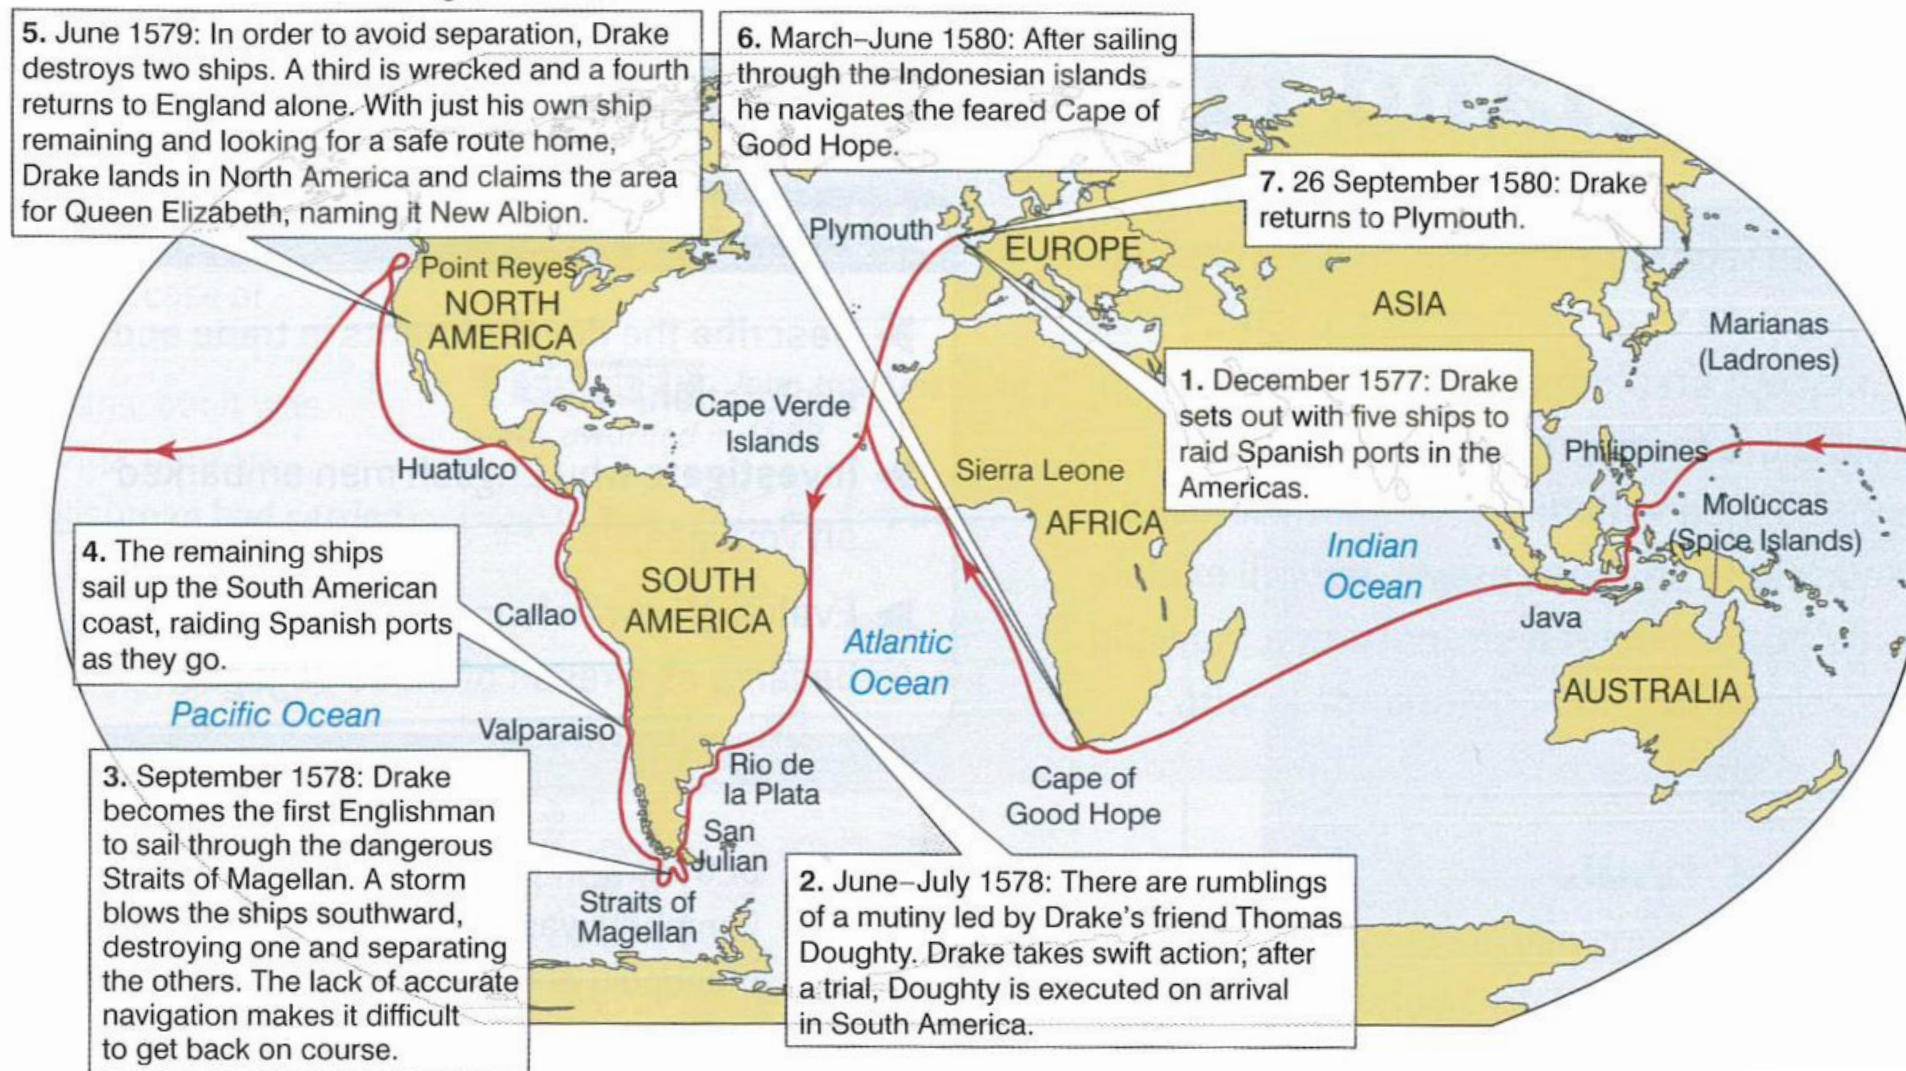 5. June 1579: In order to avoid separation, Drake
destroys two ships. A third is wrecked and a fourth
returns to England alone. With just his own ship
remaining and looking for a safe route home,
Drake lands in North America and claims the area
for Queen Elizabeth, naming it New Albion.
6. March–June 1580: After sailing
through the Indonesian islands
he navigates the feared Cape of
Good Hope.
7. 26 September 1580: Drake
returns to Plymouth.
Plymouth
EUROPE
ASIA
Point Reyes
NORTH
AMERICA
Marianas
(Ladrones)
1. December 1577: Drake
sets out with five ships to
raid Spanish ports in the
Americas.
Cape Verde
Islands
Huatulco
Sierra Leone
AFRICA
Philippines
Moluccas
(Spice Islands)
Indian
Ocean
Java
4. The remaining ships
sail up the South American
coast, raiding Spanish ports
as they go.
Callao
SOUTH
AMERICA
Atlantic
Ocean
AUSTRALIA
Pacific Ocean
Valparaiso
Rio de
la Plata
Cape of
Good Hope
3. September 1578: Drake
becomes the first Englishman
to sail through the dangerous
Straits of Magellan. A storm
blows the ships southward,
destroying one and separating
the others. The lack of accurate
navigation makes it difficult
to get back on course.
San
Julian
Straits of
Magellan
2. June–July 1578: There are rumblings
of a mutiny led by Drake's friend Thomas
Doughty. Drake takes swift action; after
a trial, Doughty is executed on arrival
in South America.